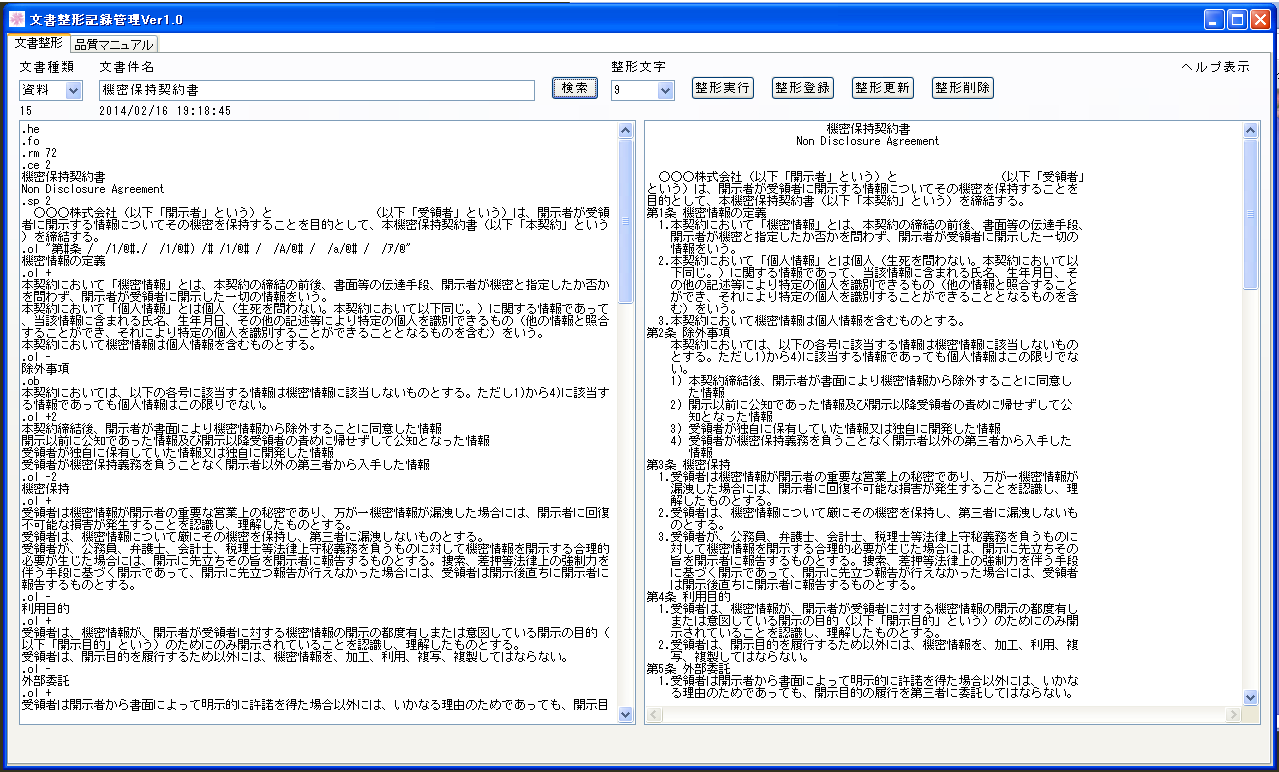 文書整形記録管理Ver1.0
文書整形 品質マニュアル
文書種類 文書件名 整形文字 ヘルプ表示
資料 機密保持契約書 検索 9 整形実行 整形登録 整形更新 整形削除
15 2014/02/16 19:18:45
.he
.fo
.rm 72
.ce 2
機密保持契約書
Non Disclosure Agreement
.sp 2
　○○○株式会社（以下「開示者」という）と　　　　　　　　　（以下「受領者」という）は、開示者が受領
者に開示する情報についてその機密を保持することを目的として、本機密保持契約書（以下「本契約」という
）を締結する。
.ol "第#条 /  /1/@#./  /1/@#) /# /1/@# /  /A/@# /  /a/@# /  /ｱ/@"
機密情報の定義
.ol +
本契約において「機密情報」とは、本契約の締結の前後、書面等の伝達手段、開示者が機密と指定したか否か
を問わず、開示者が受領者に開示した一切の情報をいう。
本契約において「個人情報」とは個人（生死を問わない。本契約において以下同じ。）に関する情報であって
、当該情報に含まれる氏名、生年月日、その他の記述等により特定の個人を識別できるもの（他の情報と照合
することができ、それにより特定の個人を識別することができることとなるものを含む）をいう。
本契約において機密情報は個人情報を含むものとする。
.ol -
除外事項
.ob
本契約においては、以下の各号に該当する情報は機密情報に該当しないものとする。ただし1)から4)に該当す
る情報であっても個人情報はこの限りでない。
.ol +2
本契約締結後、開示者が書面により機密情報から除外することに同意した情報
開示以前に公知であった情報及び開示以降受領者の責めに帰せずして公知となった情報
受領者が独自に保有していた情報又は独自に開発した情報
受領者が機密保持義務を負うことなく開示者以外の第三者から入手した情報
.ol -2
機密保持
.ol +
受領者は機密情報が開示者の重要な営業上の秘密であり、万が一機密情報が漏洩した場合には、開示者に回復
不可能な損害が発生することを認識し、理解したものとする。
受領者は、機密情報について厳にその機密を保持し、第三者に漏洩しないものとする。
受領者が、公務員、弁護士、会計士、税理士等法律上守秘義務を負うものに対して機密情報を開示する合理的
必要が生じた場合には、開示に先立ちその旨を開示者に報告するものとする。捜索、差押等法律上の強制力を
伴う手段に基づく開示であって、開示に先立つ報告が行えなかった場合には、受領者は開示後直ちに開示者に
報告するものとする。
.ol -
利用目的
.ol +
受領者は、機密情報が、開示者が受領者に対する機密情報の開示の都度有しまたは意図している開示の目的（
以下「開示目的」という）のためにのみ開示されていることを認識し、理解したものとする。
受領者は、開示目的を履行するため以外には、機密情報を、加工、利用、複写、複製してはならない。
.ol -
外部委託
.ol +
受領者は開示者から書面によって明示的に許諾を得た場合以外には、いかなる理由のためであっても、開示目
機密保持契約書
Non Disclosure Agreement
　○○○株式会社（以下「開示者」という）と　　　　　　　　　（以下「受領者」
という）は、開示者が受領者に開示する情報についてその機密を保持することを
目的として、本機密保持契約書（以下「本契約」という）を締結する。
第1条 機密情報の定義
1.本契約において「機密情報」とは、本契約の締結の前後、書面等の伝達手段、
開示者が機密と指定したか否かを問わず、開示者が受領者に開示した一切の
情報をいう。
2.本契約において「個人情報」とは個人（生死を問わない。本契約において以
下同じ。）に関する情報であって、当該情報に含まれる氏名、生年月日、そ
の他の記述等により特定の個人を識別できるもの（他の情報と照合すること
ができ、それにより特定の個人を識別することができることとなるものを含
む）をいう。
3.本契約において機密情報は個人情報を含むものとする。
第2条 除外事項
本契約においては、以下の各号に該当する情報は機密情報に該当しないもの
とする。ただし1)から4)に該当する情報であっても個人情報はこの限りでな
い。
1) 本契約締結後、開示者が書面により機密情報から除外することに同意し
た情報
2) 開示以前に公知であった情報及び開示以降受領者の責めに帰せずして公
知となった情報
3) 受領者が独自に保有していた情報又は独自に開発した情報
4) 受領者が機密保持義務を負うことなく開示者以外の第三者から入手した
情報
第3条 機密保持
1.受領者は機密情報が開示者の重要な営業上の秘密であり、万が一機密情報が
漏洩した場合には、開示者に回復不可能な損害が発生することを認識し、理
解したものとする。
2.受領者は、機密情報について厳にその機密を保持し、第三者に漏洩しないも
のとする。
3.受領者が、公務員、弁護士、会計士、税理士等法律上守秘義務を負うものに
対して機密情報を開示する合理的必要が生じた場合には、開示に先立ちその
旨を開示者に報告するものとする。捜索、差押等法律上の強制力を伴う手段
に基づく開示であって、開示に先立つ報告が行えなかった場合には、受領者
は開示後直ちに開示者に報告するものとする。
第4条 利用目的
1.受領者は、機密情報が、開示者が受領者に対する機密情報の開示の都度有し
または意図している開示の目的（以下「開示目的」という）のためにのみ開
示されていることを認識し、理解したものとする。
2.受領者は、開示目的を履行するため以外には、機密情報を、加工、利用、複
写、複製してはならない。
第5条 外部委託
1.受領者は開示者から書面によって明示的に許諾を得た場合以外には、いかな
る理由のためであっても、開示目的の履行を第三者に委託してはならない。